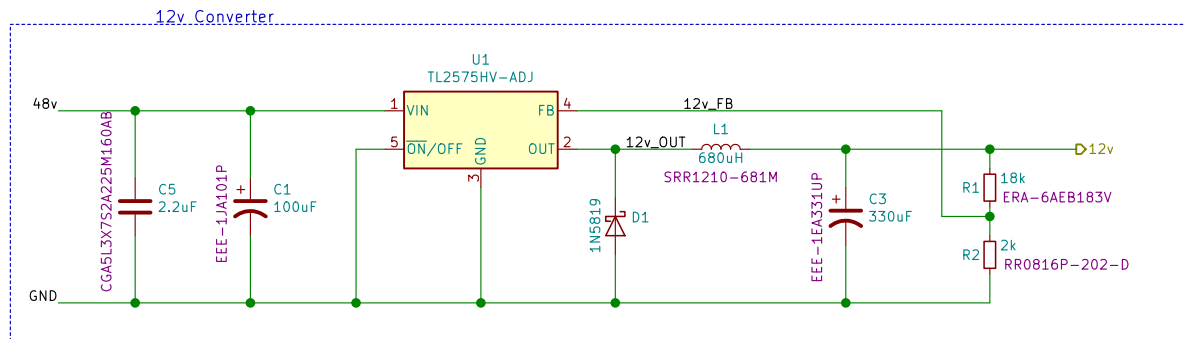 12v Converter
U1
TL2575HV-ADJ
48v
1
VIN
FB
4
12v_FB
5
ON/OFF
GND
3
OUT
2
12v_OUT
L1
680uH
SRR1210-681M
12v
CGA5L3X7S2A225M160AB
C5
2.2uF
EEE-1JA101P
+
C1
100uF
1N5819
D1
EEE-1EA331UP
+
C3
330uF
R1
18k
ERA-6AEB183V
R2
2k
RR0816P-202-D
GND